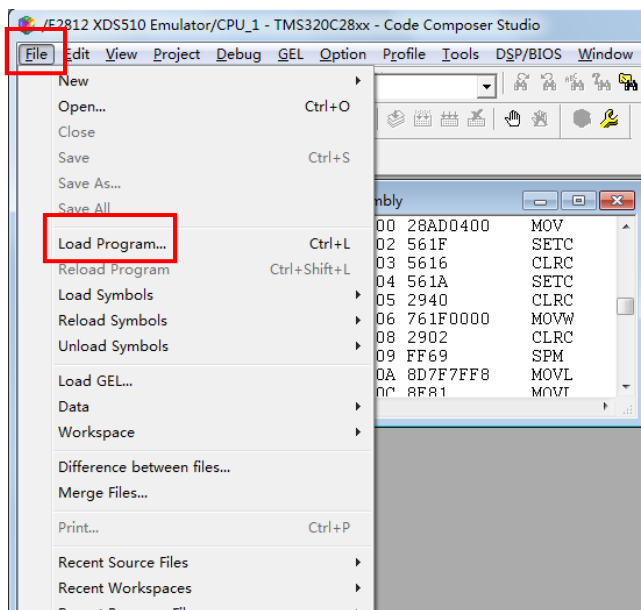 /F2812 XDS510 Emulator/CPU_1 - TMS320C28xx - Code Composer Studio
File Edit View Project Debug GEL Option Profile Tools DSP/BIOS Window
New
Open... Ctrl+O
Close
Save Ctrl+S
Save As...
Save All
Load Program... Ctrl+L
Reload Program Ctrl+Shift+L
Load Symbols
Reload Symbols
Unload Symbols
Load GEL...
Data
Workspace
Difference between files...
Merge Files...
Print... Ctrl+P
Recent Source Files
Recent Workspaces
mbly
00 28AD0400 MOV
02 561F SETC
03 5616 CLRC
04 561A SETC
05 2940 CLRC
06 761F0000 MOVW
08 2902 CLRC
09 FF69 SPM
0A 8D7F7FF8 MOVL
0C 8F81 MOVL